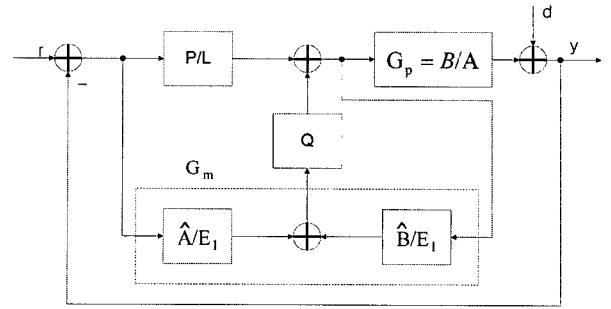 d
r
P/L
G_p = B/A
y
−
Q
G_m
Â/E_1
B̂/E_1